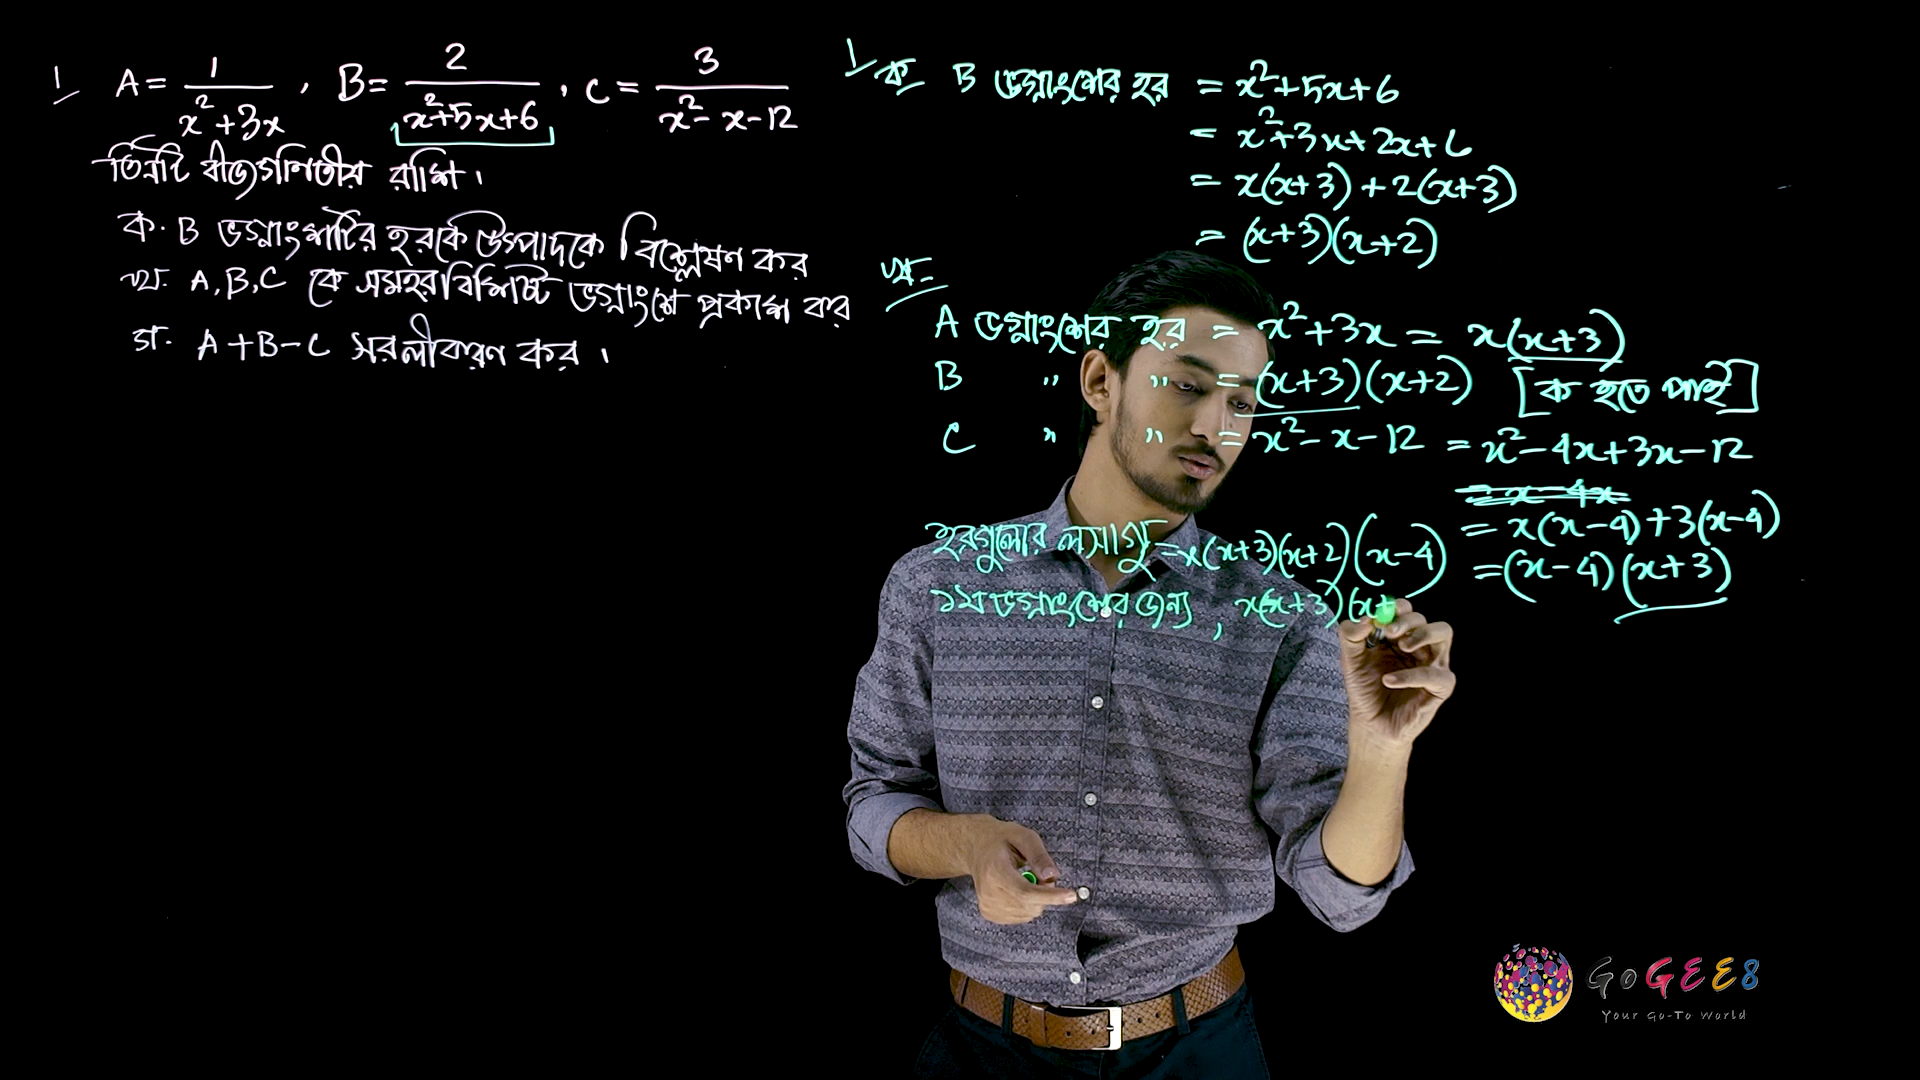 1 A = 1/(x²+3x) , B = 2/(x²+5x+6) , C = 3/(x²-x-12)
তিনটি বীজগণিতীয় রাশি।
ক. B ভগ্নাংশটির হরকে উৎপাদকে বিশ্লেষণ কর
খ. A, B, C কে সমহরবিশিষ্ট ভগ্নাংশে প্রকাশ কর
গ. A+B-C সরলীকরণ কর।
1 ক B ভগ্নাংশের হর = x²+5x+6
= x²+3x+2x+6
= x(x+3)+2(x+3)
= (x+3)(x+2)
খ
A ভগ্নাংশের হর = x²+3x = x(x+3)
B " " = (x+3)(x+2) [ক হতে পাই]
C " " = x²-x-12 = x²-4x+3x-12
= x(x-4)+3(x-4)
= (x-4)(x+3)
হরগুলোর লসাগু = x(x+3)(x+2)(x-4)
১ম ভগ্নাংশের জন্য, x(x+3)(x+
GoGEE8
Your Go-To World